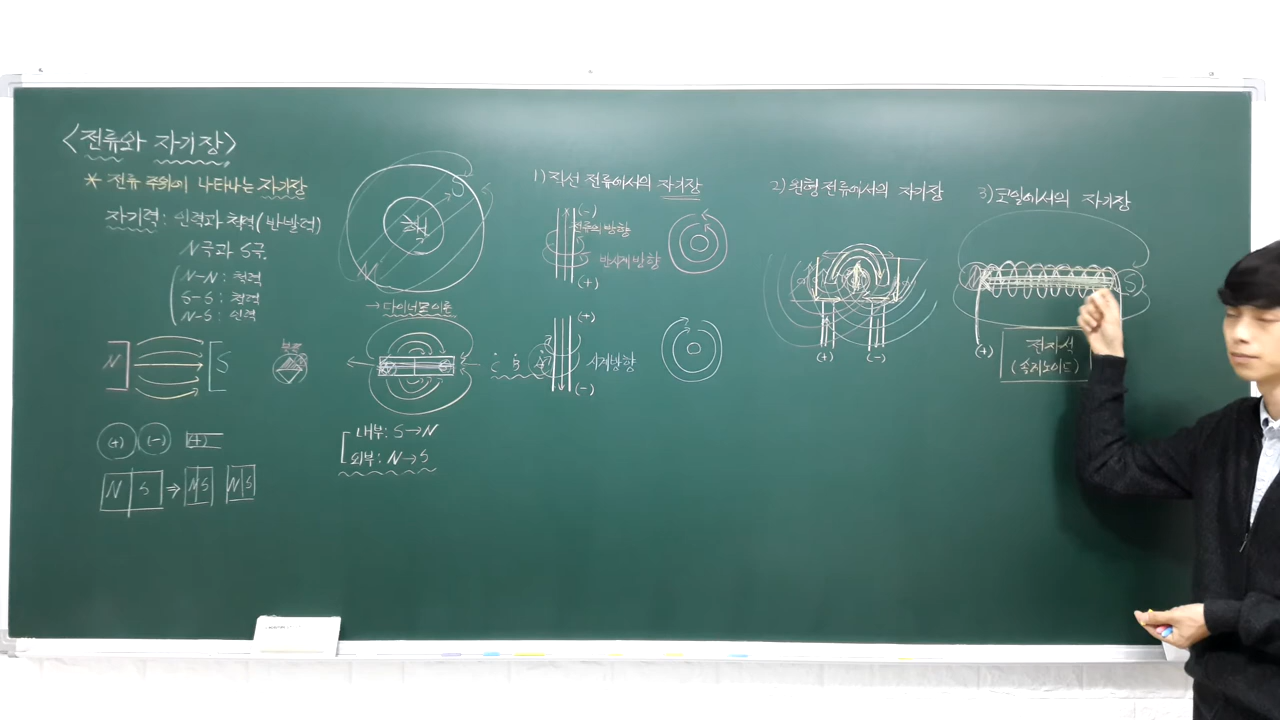 <전류와 자기장>
* 전류 주위에 나타나는 자기장
자기력: 인력과 척력(반발력)
N극과 S극.
N-N: 척력
S-S: 척력
N-S: 인력
N S
(+) (-) (+)
N S ⇒ N S N S
S
N
→ 다이너모이론
내부: S→N
외부: N→S
1) 직선 전류에서의 자기장
(-)
전류의 방향
반시계 방향
(+)
(+)
시계방향
(-)
2) 원형 전류에서의 자기장
(+) (-)
3) 코일에서의 자기장
N S
(+)
전자석
(솔레노이드)